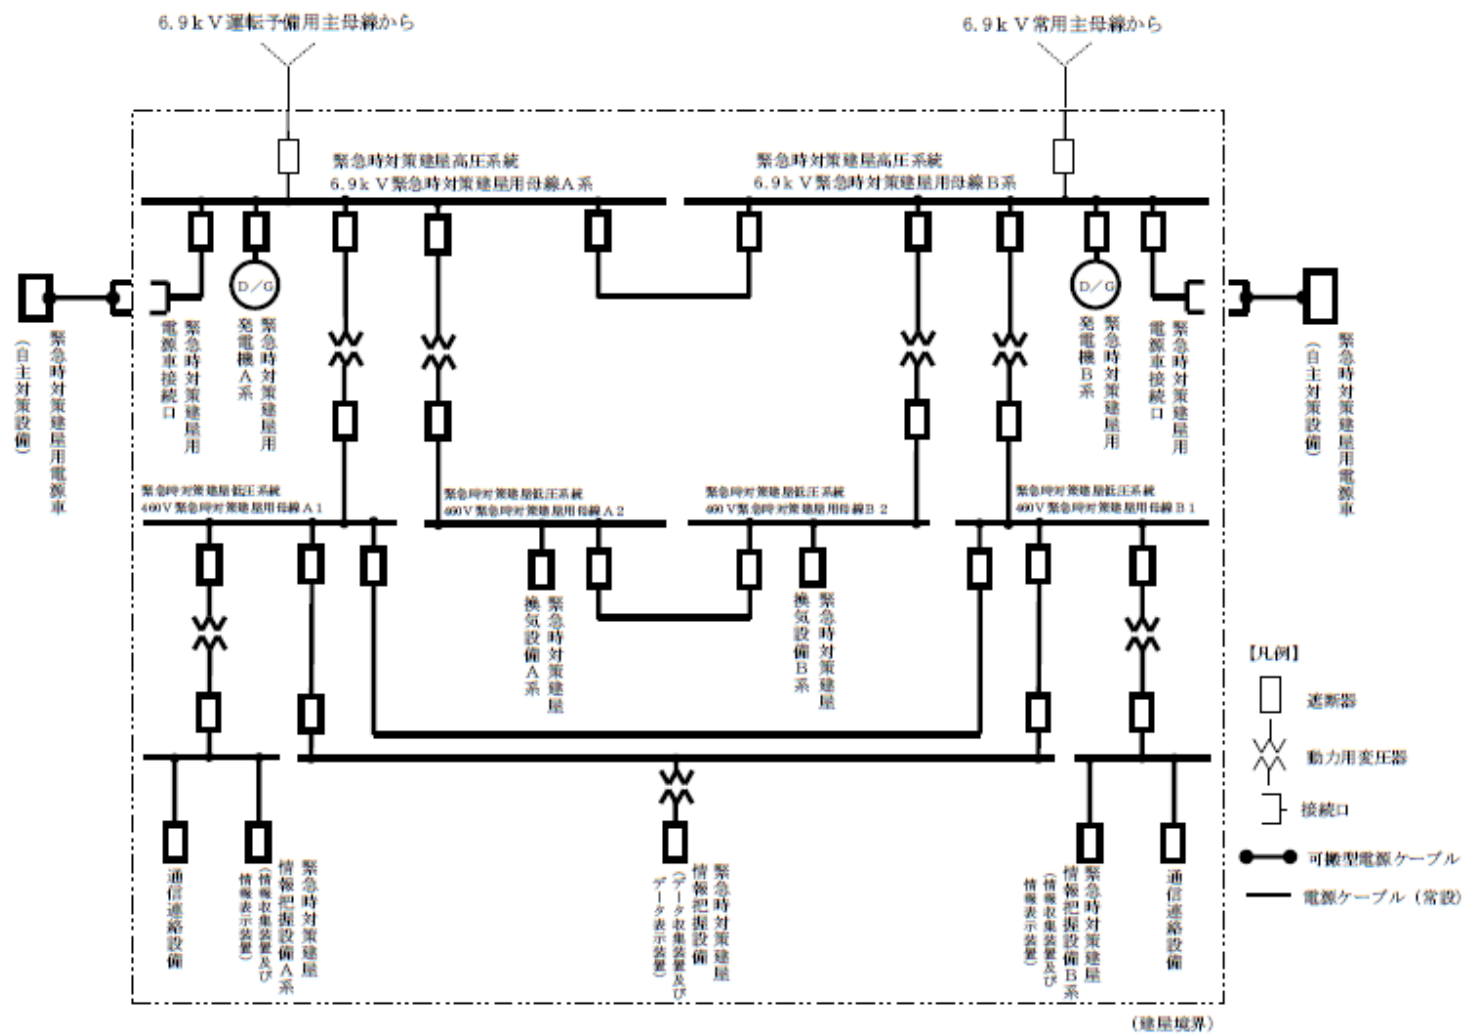 6.9ｋＶ運転予備用主母線から
6.9ｋＶ常用主母線から
緊急時対策建屋高圧系統
6.9ｋＶ緊急時対策建屋用母線Ａ系
緊急時対策建屋高圧系統
6.9ｋＶ緊急時対策建屋用母線Ｂ系
緊急時対策建屋用電源車
（自主対策設備）
緊急時対策建屋用
電源車接続口
D／G
緊急時対策建屋用
発電機Ａ系
D／G
緊急時対策建屋用
発電機Ｂ系
緊急時対策建屋用
電源車接続口
緊急時対策建屋用電源車
（自主対策設備）
緊急時対策建屋低圧系統
460Ｖ緊急時対策建屋用母線Ａ1
緊急時対策建屋低圧系統
460Ｖ緊急時対策建屋用母線Ａ2
緊急時対策建屋低圧系統
460Ｖ緊急時対策建屋用母線Ｂ2
緊急時対策建屋低圧系統
460Ｖ緊急時対策建屋用母線Ｂ1
緊急時対策建屋
換気設備Ａ系
緊急時対策建屋
換気設備Ｂ系
通信連絡設備
緊急時対策建屋
情報把握設備Ａ系
（情報収集装置及び
情報表示装置）
緊急時対策建屋
情報把握設備
（データ収集装置及び
データ表示装置）
緊急時対策建屋
情報把握設備Ｂ系
（情報収集装置及び
情報表示装置）
通信連絡設備
【凡例】
遮断器
動力用変圧器
接続口
可搬型電源ケーブル
電源ケーブル（常設）
（建屋境界）